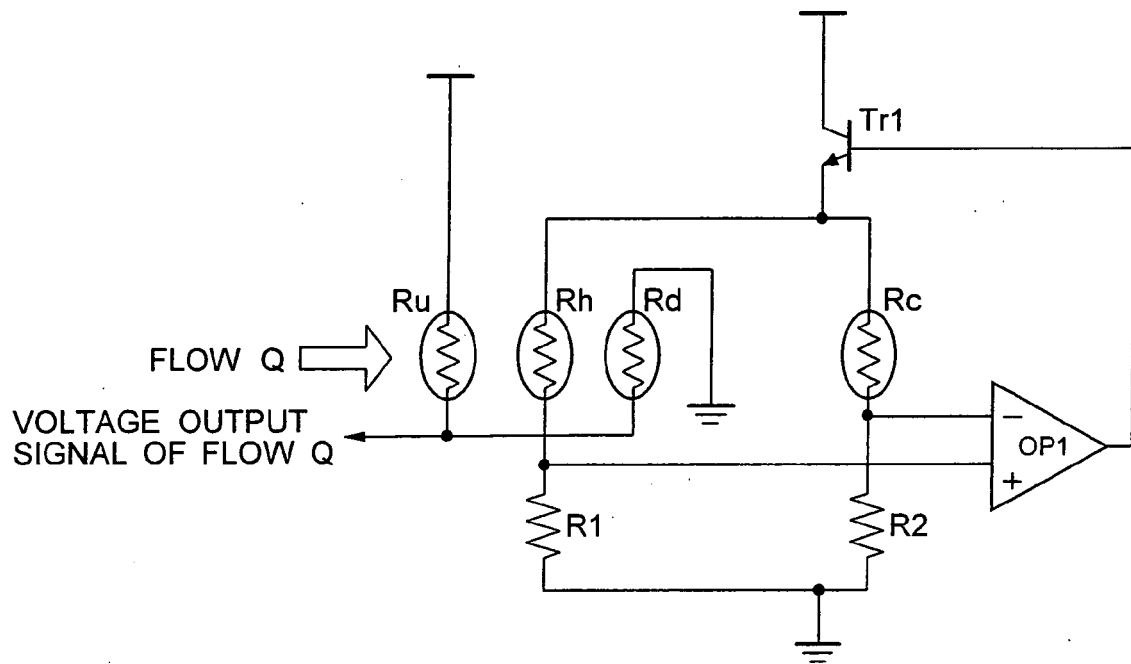 Tr1
Ru
Rh
Rd
Rc
FLOW Q
VOLTAGE OUTPUT
SIGNAL OF FLOW Q
−
OP1
+
R1
R2